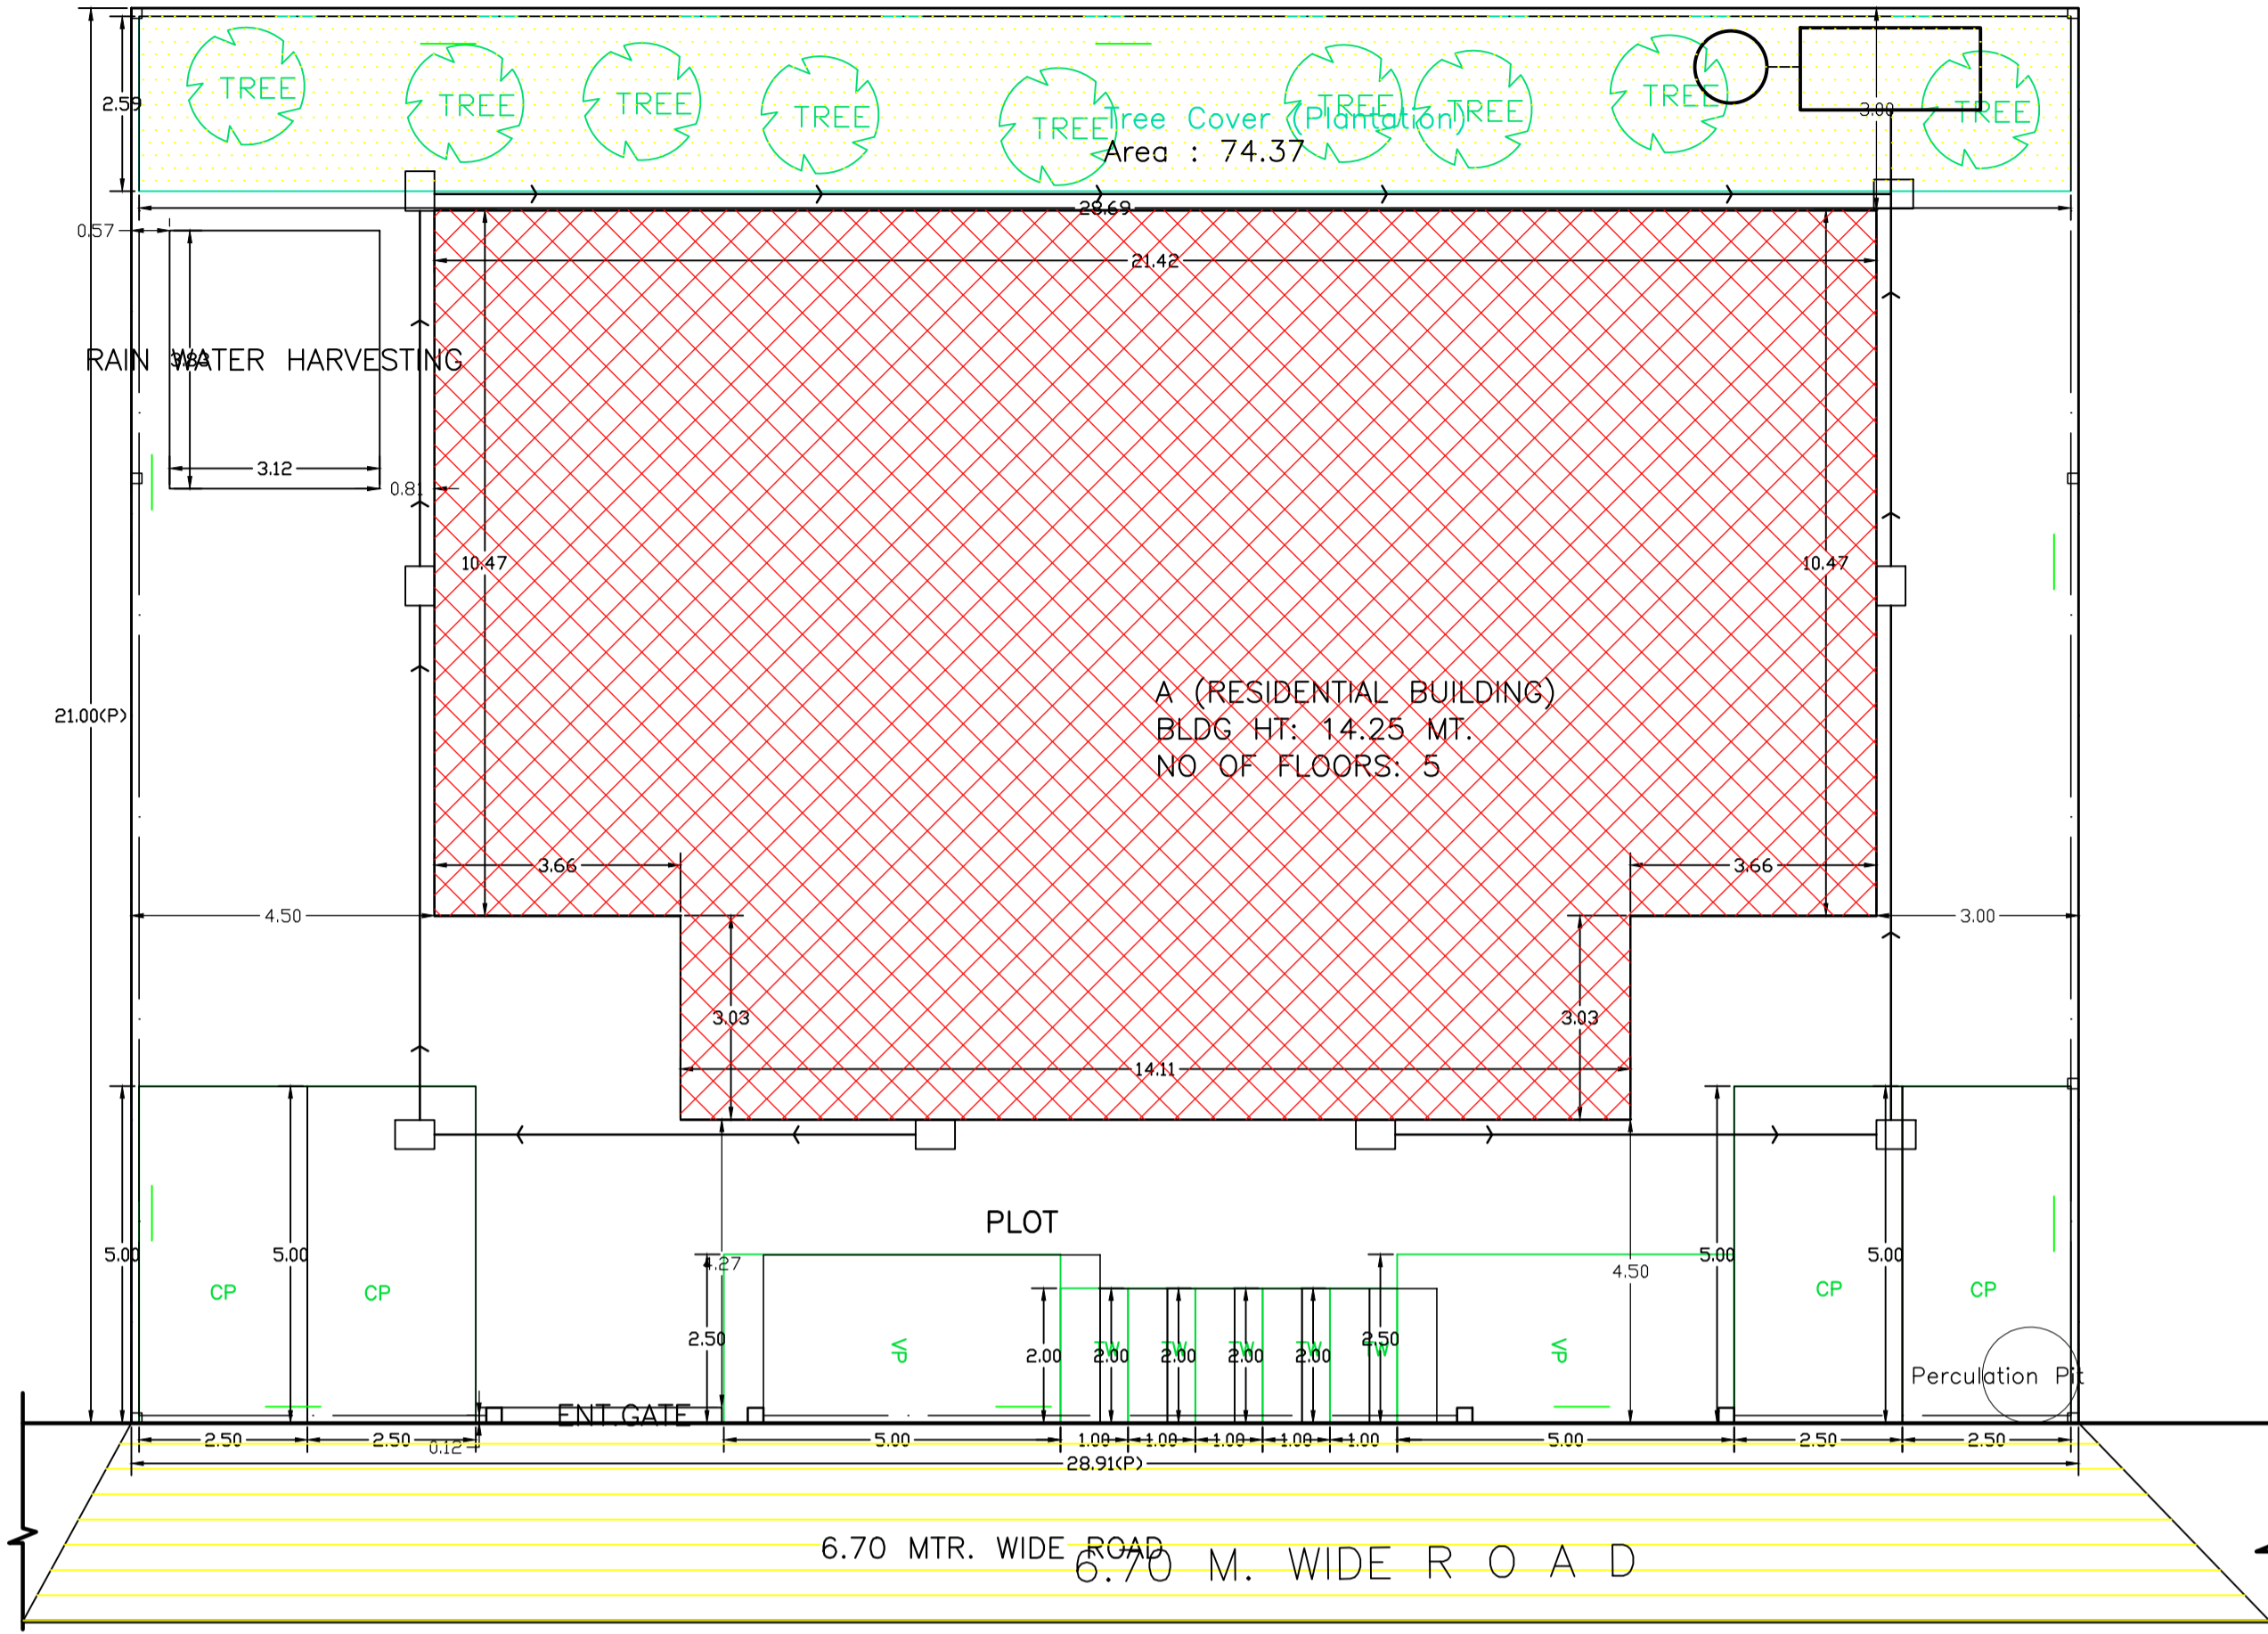 TREE
TREE
TREE
TREE
TREE
TREE
TREE
TREE
TREE
2.59
3.00
Tree Cover (Plantation)
Area : 74.37
28.69
0.57
21.42
RAIN WATER HARVESTING
3.83
3.12
0.81
10.47
10.47
21.00(P)
A (RESIDENTIAL BUILDING)
BLDG HT: 14.25 MT.
NO OF FLOORS: 5
3.66
3.66
4.50
3.00
3.03
3.03
14.11
PLOT
5.00
5.00
4.27
4.50
5.00
5.00
CP
CP
CP
CP
2.50
2.50
VP
VP
TW
TW
TW
TW
TW
2.00
2.00
2.00
2.00
2.00
Perculation Pit
ENT.GATE
2.50
2.50
0.12
5.00
1.00
1.00
1.00
1.00
1.00
5.00
2.50
2.50
28.91(P)
6.70 MTR. WIDE ROAD
6.70 M. WIDE R O A D